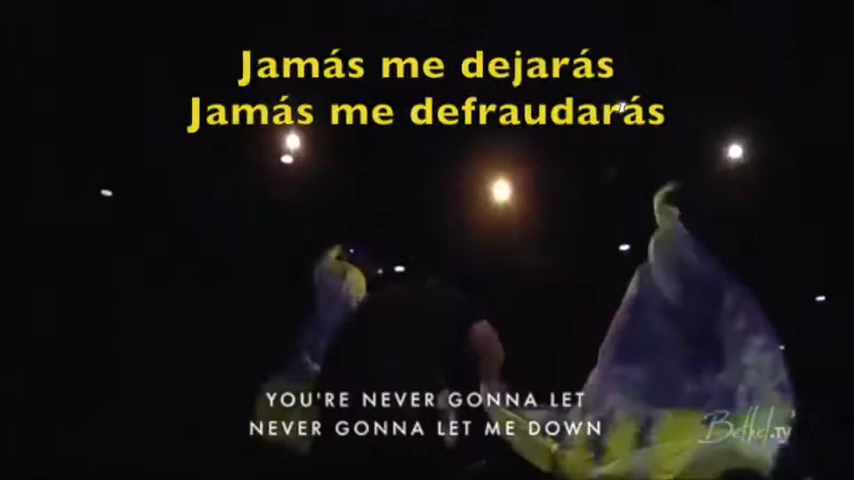 Jamás me dejarás
Jamás me defraudarás
YOU'RE NEVER GONNA LET
NEVER GONNA LET ME DOWN
Bethel.TV